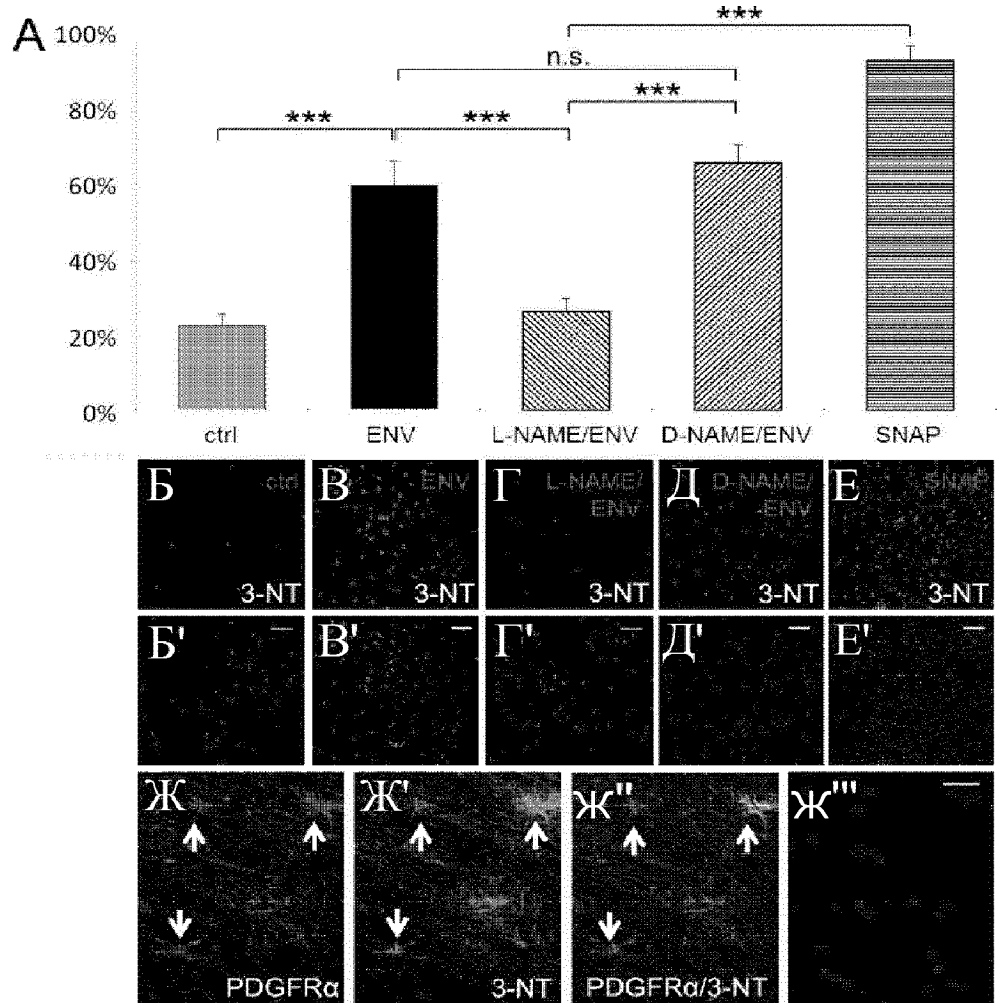 A
100%
80%
60%
40%
20%
0%
***
n.s.
***
***
***
ctrl
ENV
L-NAME/ENV
D-NAME/ENV
SNAP
Б
ctrl
3-NT
В
ENV
3-NT
Г
L-NAME/
ENV
3-NT
Д
D-NAME/
ENV
3-NT
Е
SNAP
3-NT
Б'
В'
Г'
Д'
Е'
Ж
PDGFRα
Ж'
3-NT
Ж"
PDGFRα/3-NT
Ж"'